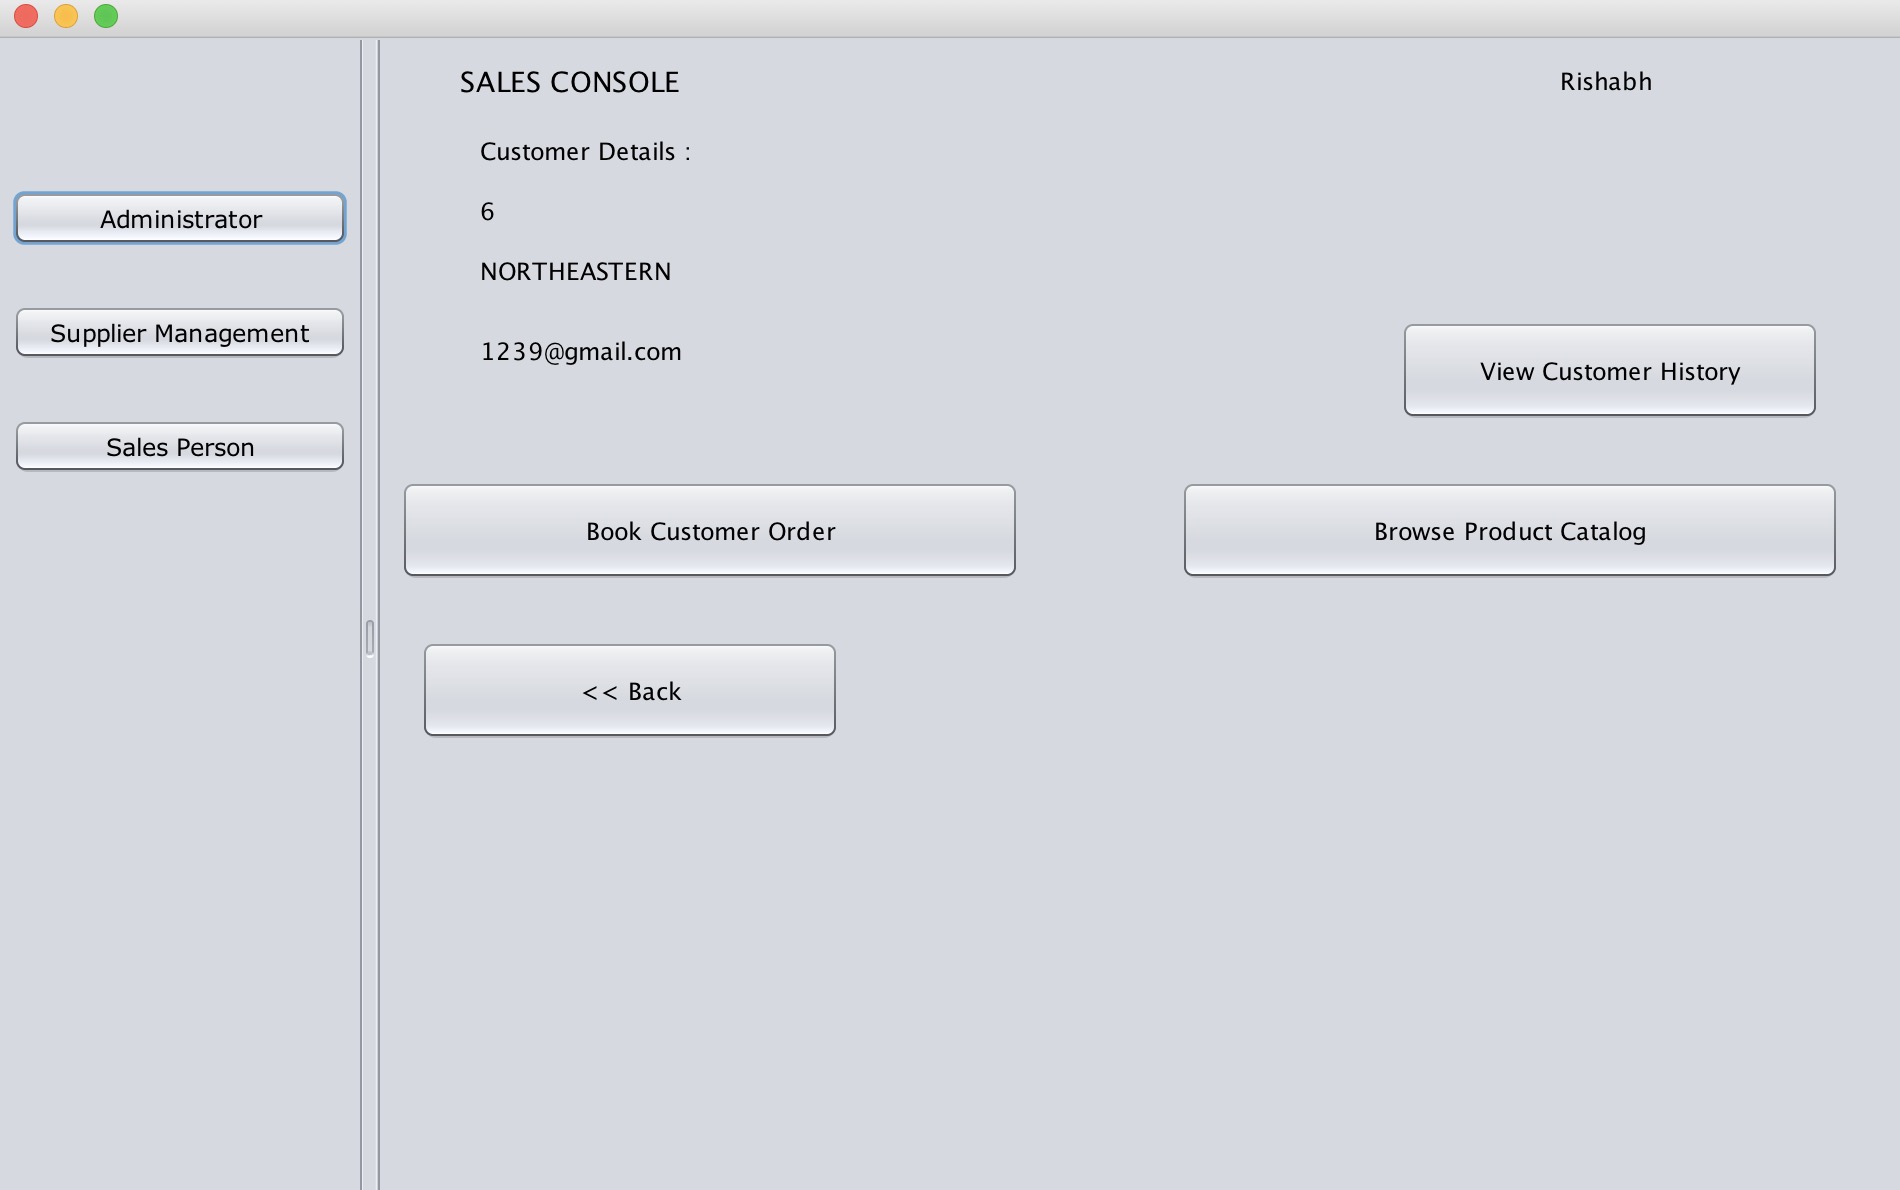 SALES CONSOLE
Rishabh
Customer Details :
6
NORTHEASTERN
1239@gmail.com
Administrator
Supplier Management
Sales Person
View Customer History
Book Customer Order
Browse Product Catalog
<< Back